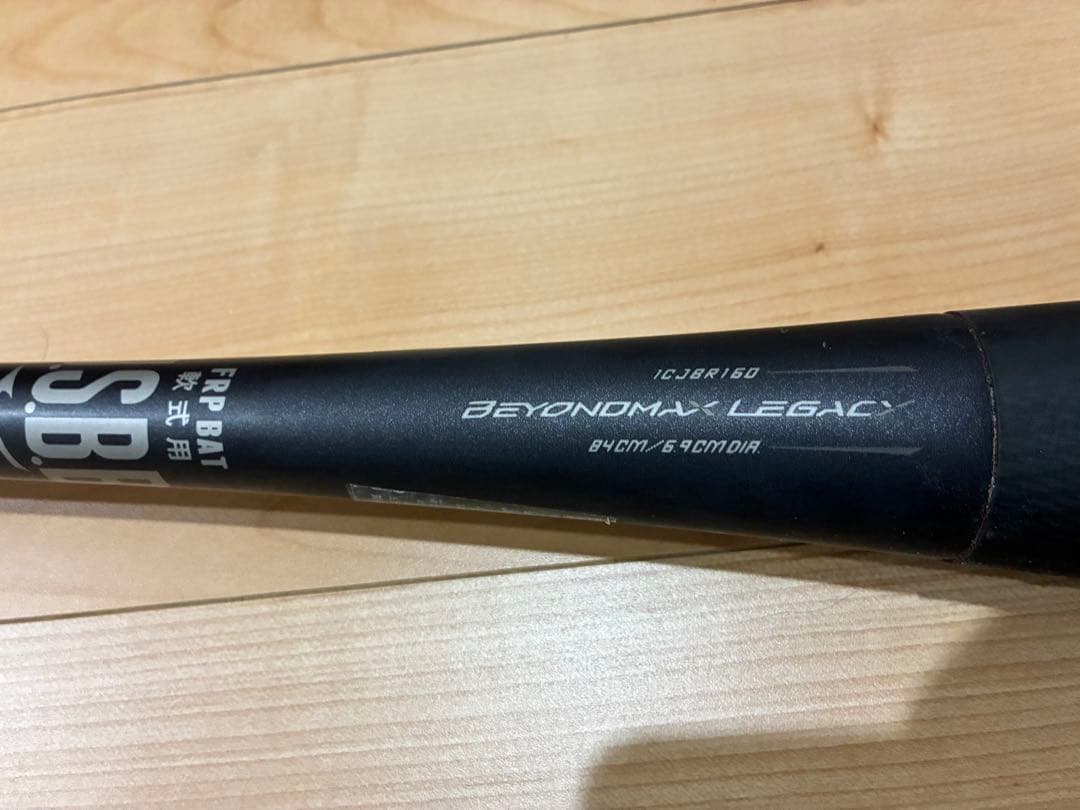 1CJBR160
BEYONDMAX LEGACY
84CM/6.9CM DIA.
FRP BAT
軟式用
.S.B.B